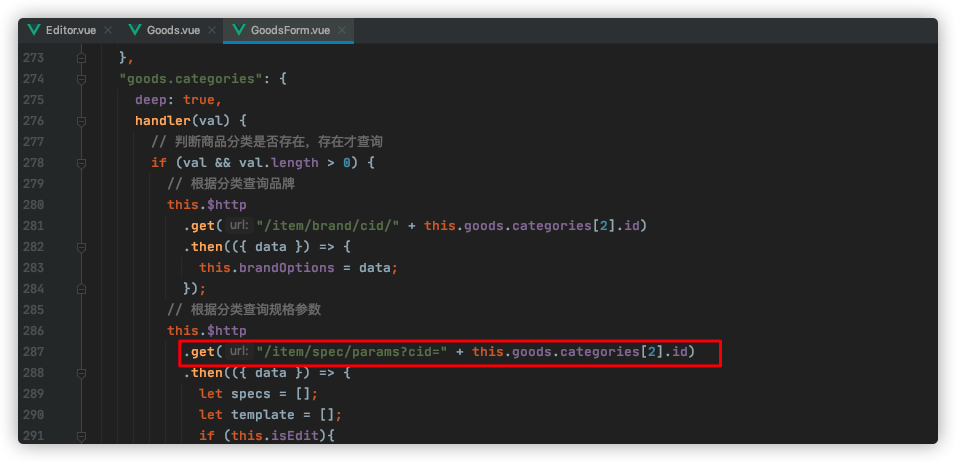 Editor.vue × Goods.vue × GoodsForm.vue ×
273 },
274 "goods.categories": {
275 deep: true,
276 handler(val) {
277 // 判断商品分类是否存在，存在才查询
278 if (val && val.length > 0) {
279 // 根据分类查询品牌
280 this.$http
281 .get( url: "/item/brand/cid/" + this.goods.categories[2].id)
282 .then(({ data }) => {
283 this.brandOptions = data;
284 });
285 // 根据分类查询规格参数
286 this.$http
287 .get( url: "/item/spec/params?cid=" + this.goods.categories[2].id)
288 .then(({ data }) => {
289 let specs = [];
290 let template = [];
291 if (this.isEdit){